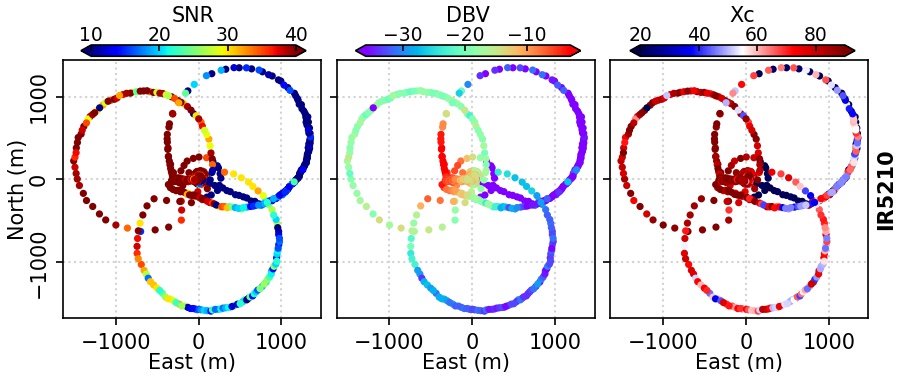 SNR DBV Xc
10 20 30 40 −30 −20 −10 20 40 60 80
North (m)
1000
0
−1000
−1000 0 1000 −1000 0 1000 −1000 0 1000
East (m) East (m) East (m)
IR5210